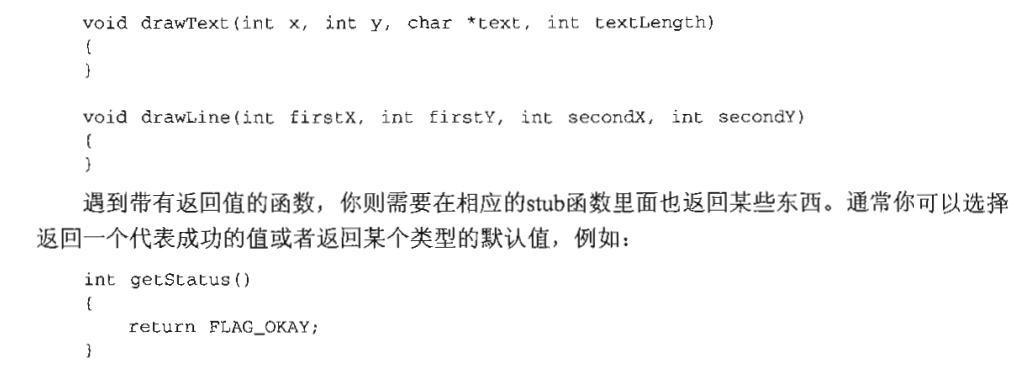 void drawText(int x, int y, char *text, int textLength)
{
}
void drawLine(int firstX, int firstY, int secondX, int secondY)
{
}
遇到带有返回值的函数，你则需要在相应的stub函数里面也返回某些东西。通常你可以选择
返回一个代表成功的值或者返回某个类型的默认值，例如：
int getStatus()
{
    return FLAG_OKAY;
}